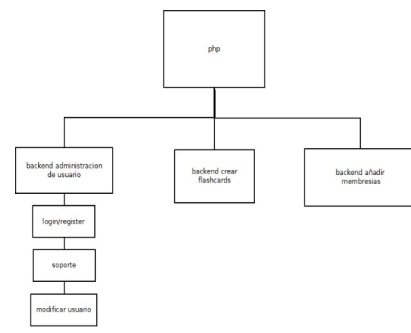 php
backend administracion
de usuario
backend crear
flashcards
backend añadir
membresias
login/register
soporte
modificar usuario